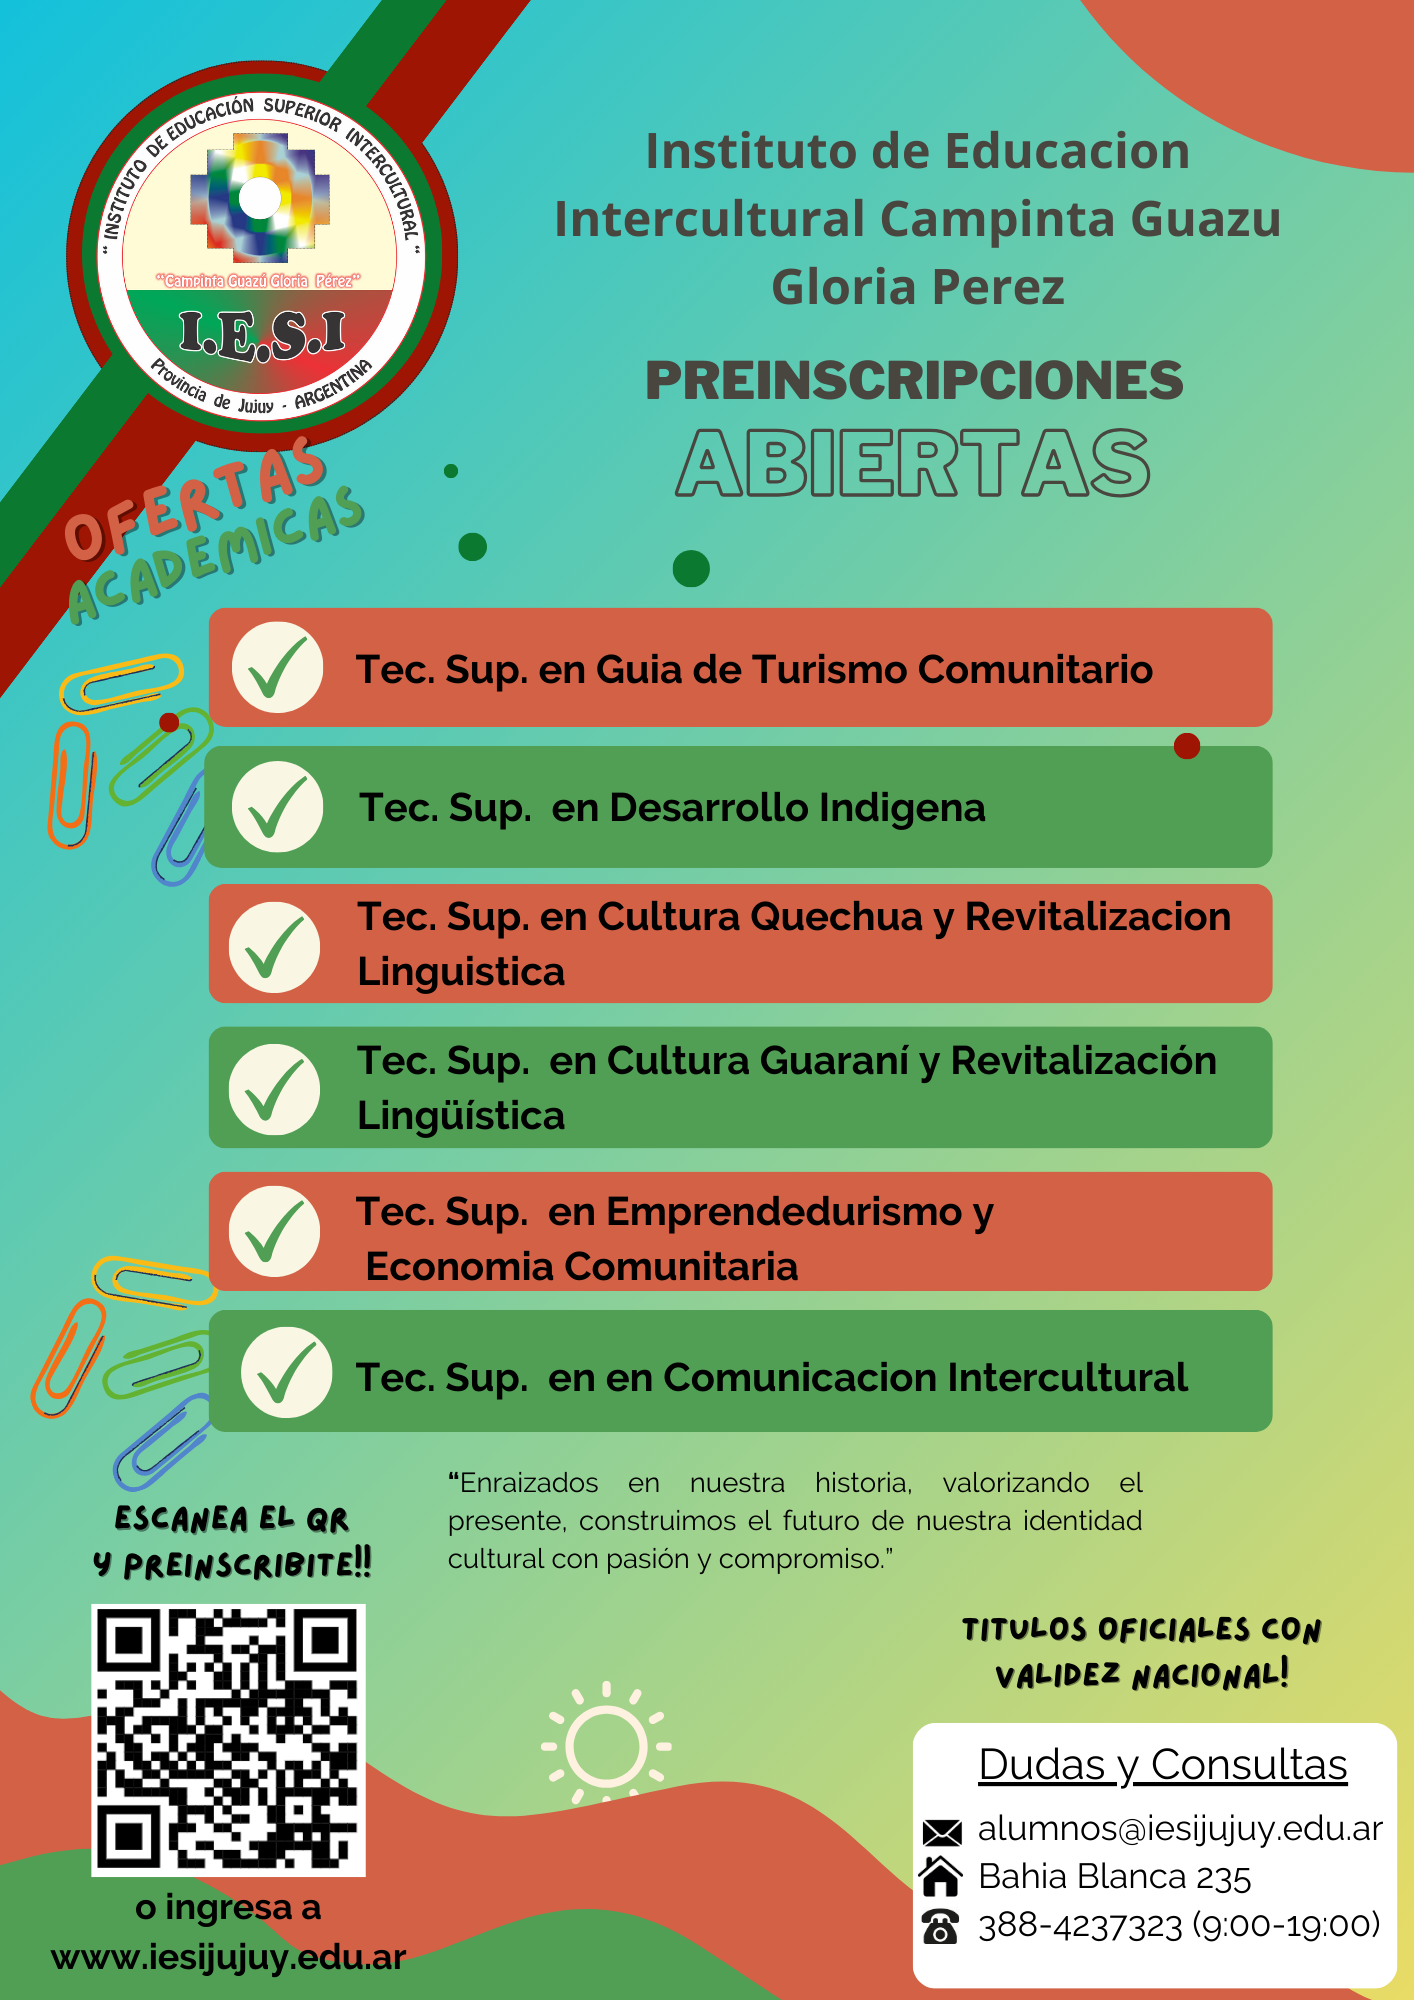 “ INSTITUTO DE EDUCACIÓN SUPERIOR INTERCULTURAL “
“Campinta Guazú Gloria Pérez”
I.E.S.I
Provincia de Jujuy - ARGENTINA
Instituto de Educacion
Intercultural Campinta Guazu
Gloria Perez
PREINSCRIPCIONES
ABIERTAS
OFERTAS
ACADEMICAS
Tec. Sup. en Guia de Turismo Comunitario
Tec. Sup. en Desarrollo Indigena
Tec. Sup. en Cultura Quechua y Revitalizacion
Linguistica
Tec. Sup. en Cultura Guaraní y Revitalización
Lingüística
Tec. Sup. en Emprendedurismo y
Economia Comunitaria
Tec. Sup. en en Comunicacion Intercultural
“Enraizados en nuestra historia, valorizando el
presente, construimos el futuro de nuestra identidad
cultural con pasión y compromiso.”
ESCANEA EL QR
Y PREINSCRIBITE!!
o ingresa a
www.iesijujuy.edu.ar
TITULOS OFICIALES CON
VALIDEZ NACIONAL!
Dudas y Consultas
alumnos@iesijujuy.edu.ar
Bahia Blanca 235
388-4237323 (9:00-19:00)